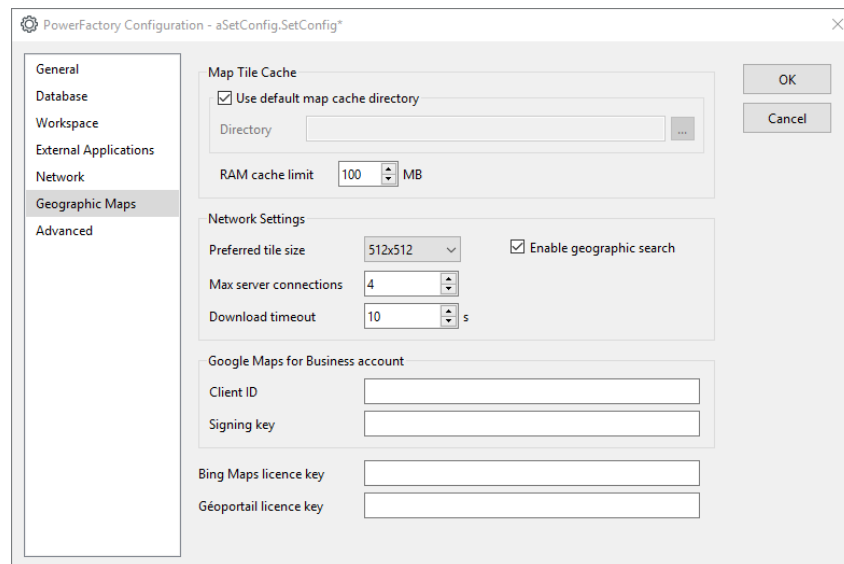 PowerFactory Configuration - aSetConfig.SetConfig*
General
Database
Workspace
External Applications
Network
Geographic Maps
Advanced
Map Tile Cache
Use default map cache directory
Directory
...
RAM cache limit 100 MB
Network Settings
Preferred tile size 512x512 Enable geographic search
Max server connections 4
Download timeout 10 s
Google Maps for Business account
Client ID
Signing key
Bing Maps licence key
Géoportail licence key
OK
Cancel